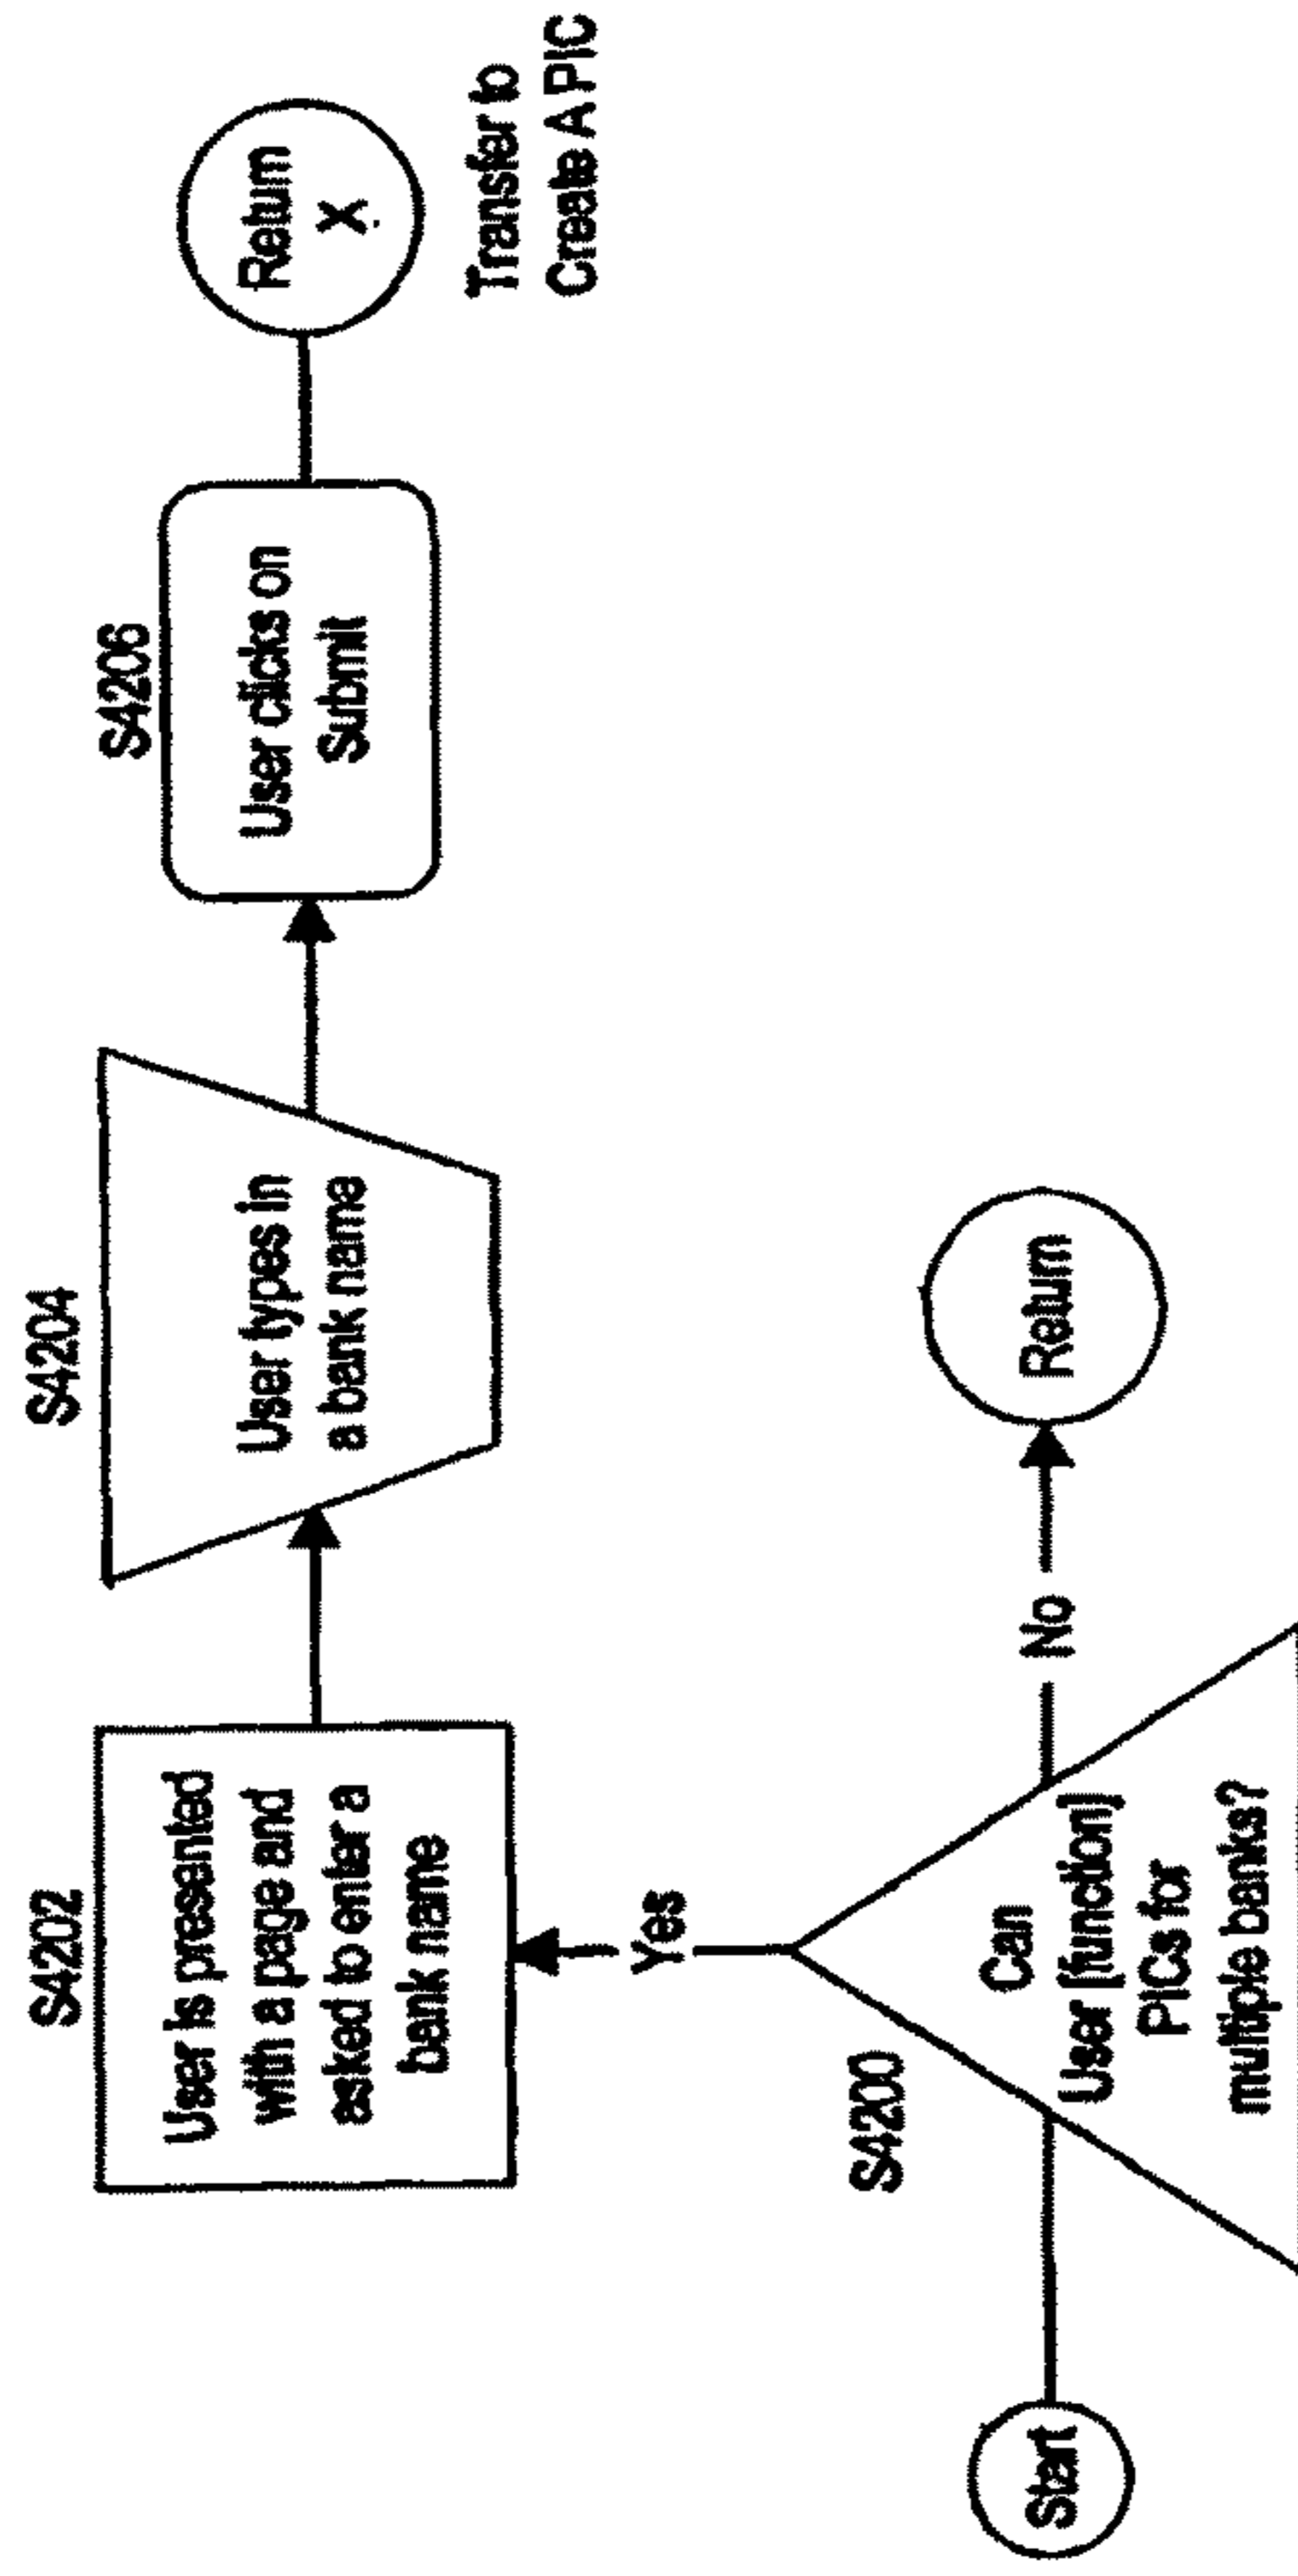 S4202
User is presented
with a page and
asked to enter a
bank name
S4204
User types in
a bank name
S4206
User clicks on
Submit
Return
X
Transfer to
Create A PIC
Yes
S4200
Start
Can
User [function]
PICs for
multiple banks?
No
Return